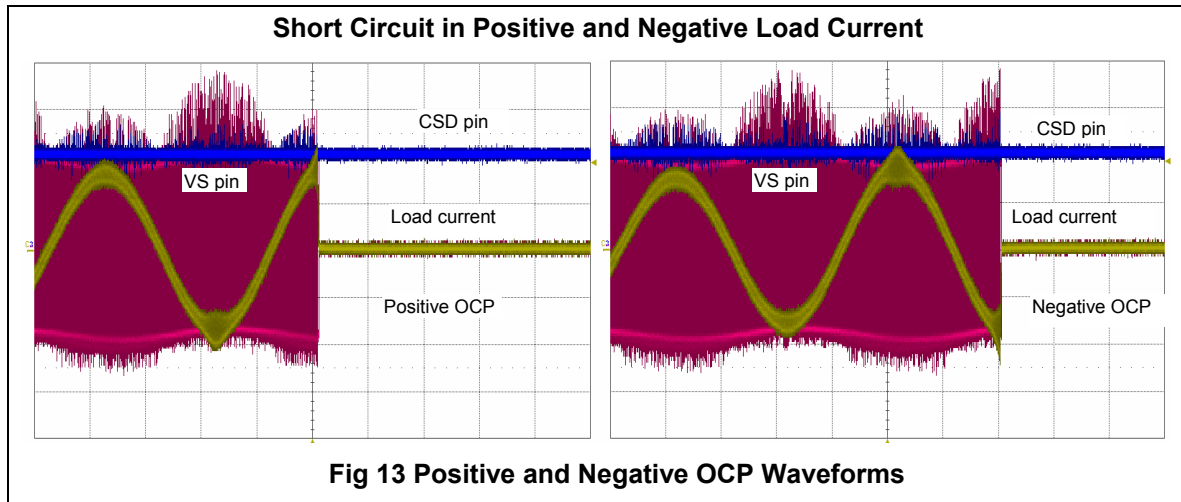 Short Circuit in Positive and Negative Load Current
CSD pin
VS pin
Load current
Positive OCP
CSD pin
VS pin
Load current
Negative OCP
Fig 13 Positive and Negative OCP Waveforms